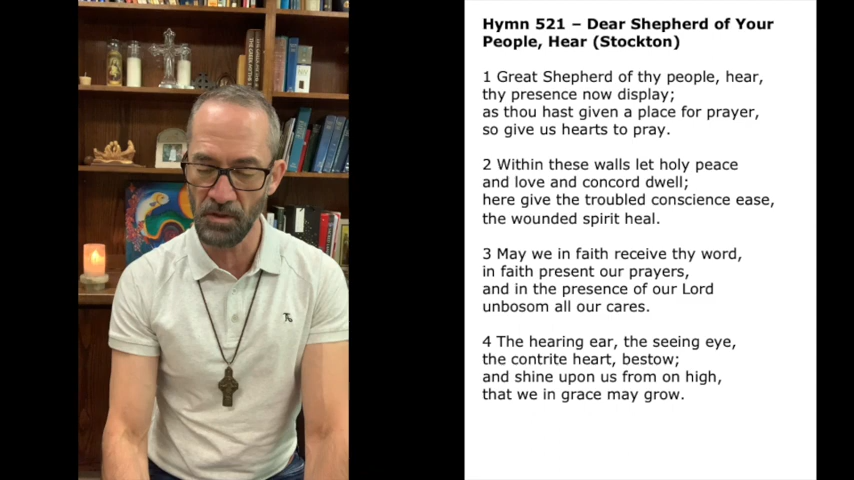 Hymn 521 – Dear Shepherd of Your
People, Hear (Stockton)
1 Great Shepherd of thy people, hear,
thy presence now display;
as thou hast given a place for prayer,
so give us hearts to pray.
2 Within these walls let holy peace
and love and concord dwell;
here give the troubled conscience ease,
the wounded spirit heal.
3 May we in faith receive thy word,
in faith present our prayers,
and in the presence of our Lord
unbosom all our cares.
4 The hearing ear, the seeing eye,
the contrite heart, bestow;
and shine upon us from on high,
that we in grace may grow.